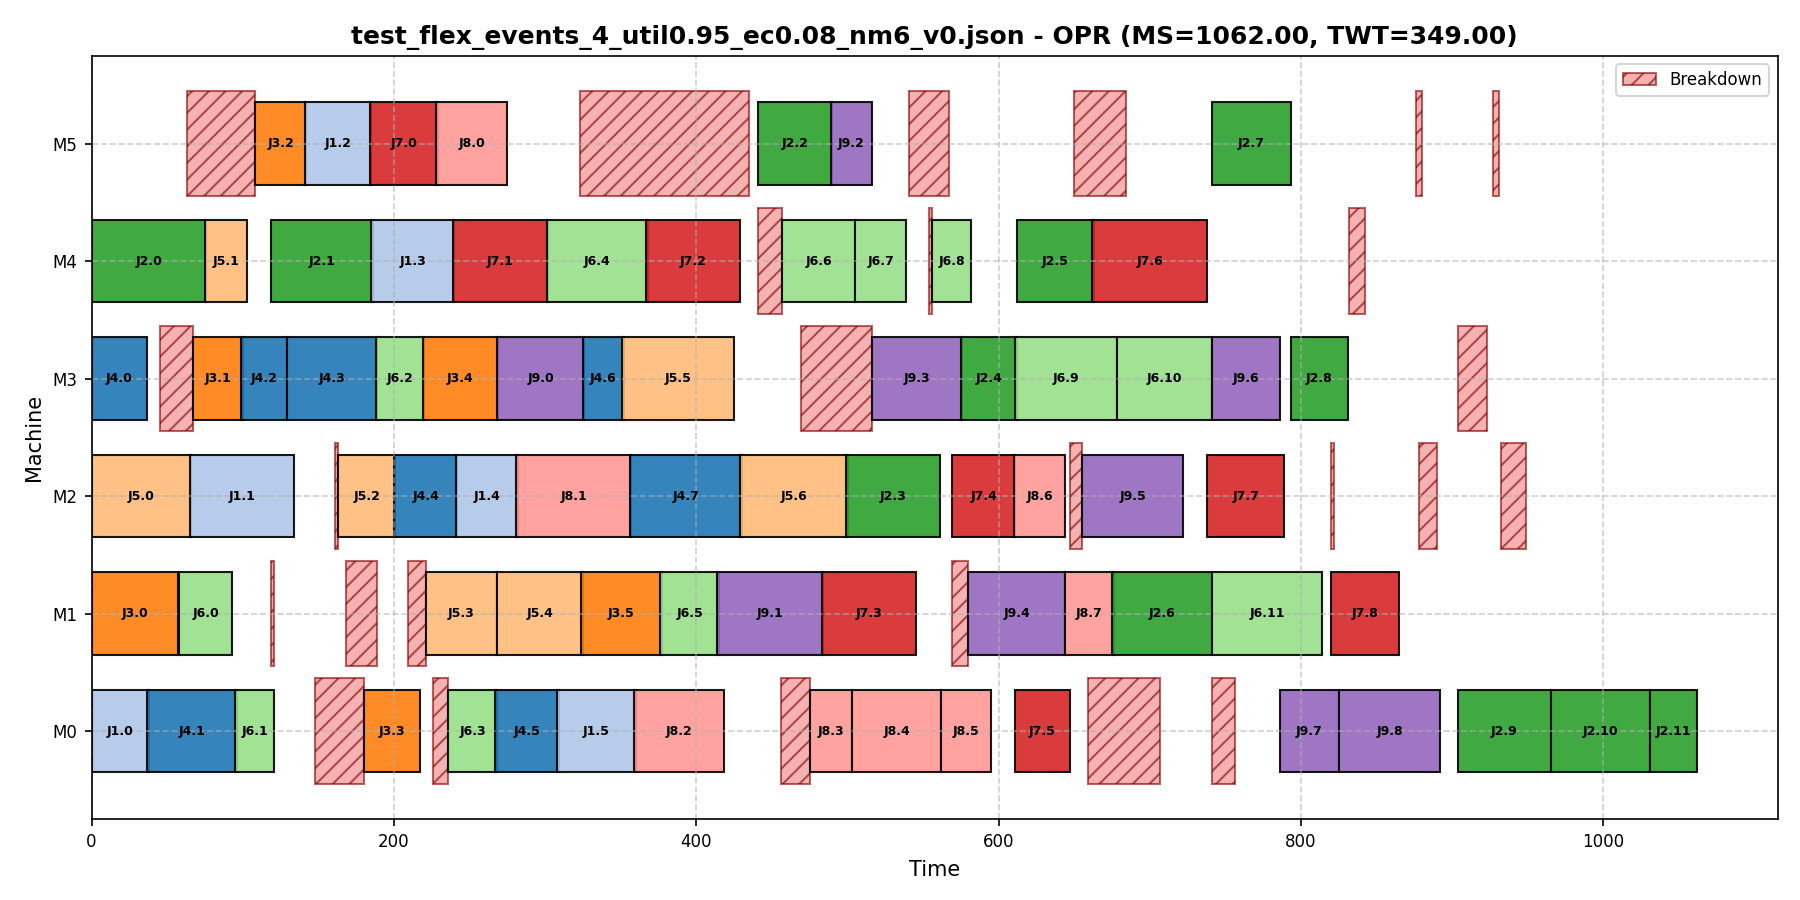 test_flex_events_4_util0.95_ec0.08_nm6_v0.json - OPR (MS=1062.00, TWT=349.00)
Breakdown
M5 J3.2 J1.2 J7.0 J8.0 J2.2 J9.2 J2.7
M4 J2.0 J5.1 J2.1 J1.3 J7.1 J6.4 J7.2 J6.6 J6.7 J6.8 J2.5 J7.6
M3 J4.0 J3.1 J4.2 J4.3 J6.2 J3.4 J9.0 J4.6 J5.5 J9.3 J2.4 J6.9 J6.10 J9.6 J2.8
M2 J5.0 J1.1 J5.2 J4.4 J1.4 J8.1 J4.7 J5.6 J2.3 J7.4 J8.6 J9.5 J7.7
M1 J3.0 J6.0 J5.3 J5.4 J3.5 J6.5 J9.1 J7.3 J9.4 J8.7 J2.6 J6.11 J7.8
M0 J1.0 J4.1 J6.1 J3.3 J6.3 J4.5 J1.5 J8.2 J8.3 J8.4 J8.5 J7.5 J9.7 J9.8 J2.9 J2.10 J2.11
Machine
0 200 400 600 800 1000
Time